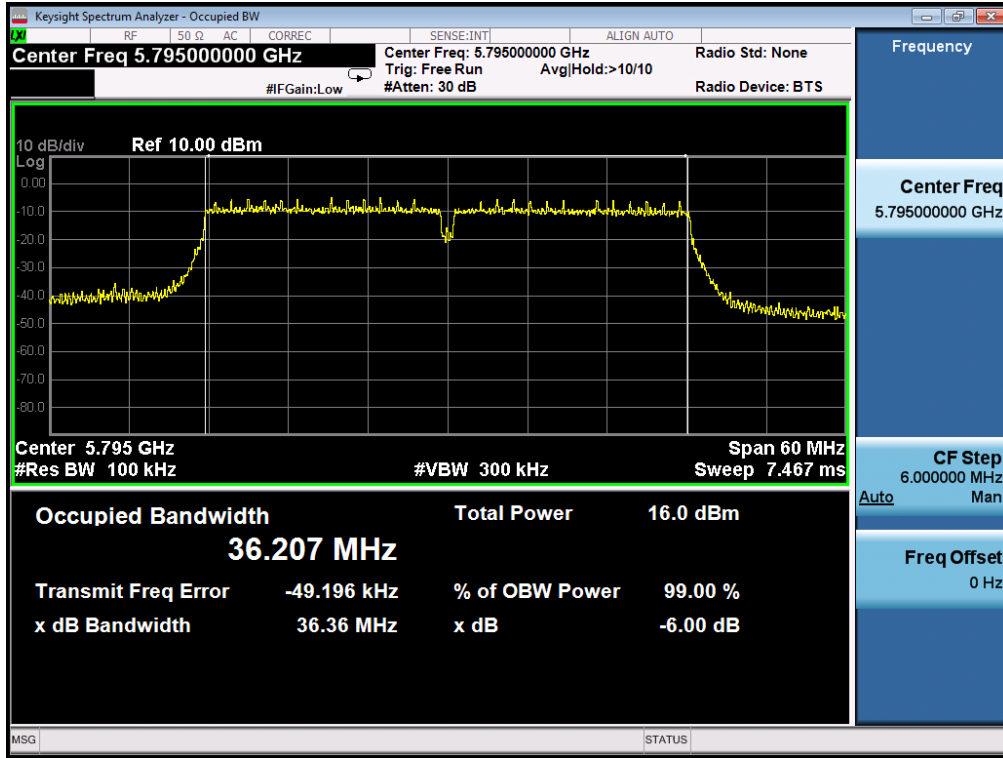 Keysight Spectrum Analyzer - Occupied BW
LXI RF 50 Ω AC CORREC SENSE:INT ALIGN AUTO
Center Freq 5.795000000 GHz
Center Freq: 5.795000000 GHz Radio Std: None
Trig: Free Run Avg|Hold:>10/10
#IFGain:Low #Atten: 30 dB Radio Device: BTS
10 dB/div Ref 10.00 dBm
Log
0.00
-10.0
-20.0
-30.0
-40.0
-50.0
-60.0
-70.0
-80.0
Center 5.795 GHz Span 60 MHz
#Res BW 100 kHz #VBW 300 kHz Sweep 7.467 ms
Occupied Bandwidth Total Power 16.0 dBm
36.207 MHz
Transmit Freq Error -49.196 kHz % of OBW Power 99.00 %
x dB Bandwidth 36.36 MHz x dB -6.00 dB
Frequency
Center Freq
5.795000000 GHz
CF Step
6.000000 MHz
Auto Man
Freq Offset
0 Hz
MSG STATUS